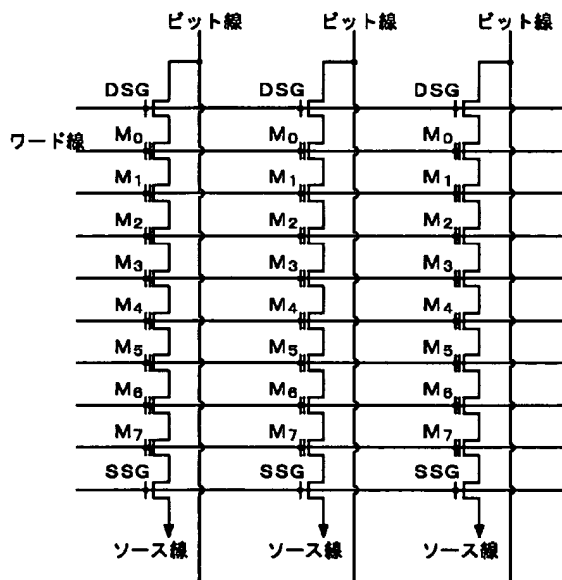 ビット線 ビット線 ビット線
DSG DSG DSG
ワード線 M0 M0 M0
M1 M1 M1
M2 M2 M2
M3 M3 M3
M4 M4 M4
M5 M5 M5
M6 M6 M6
M7 M7 M7
SSG SSG SSG
ソース線 ソース線 ソース線